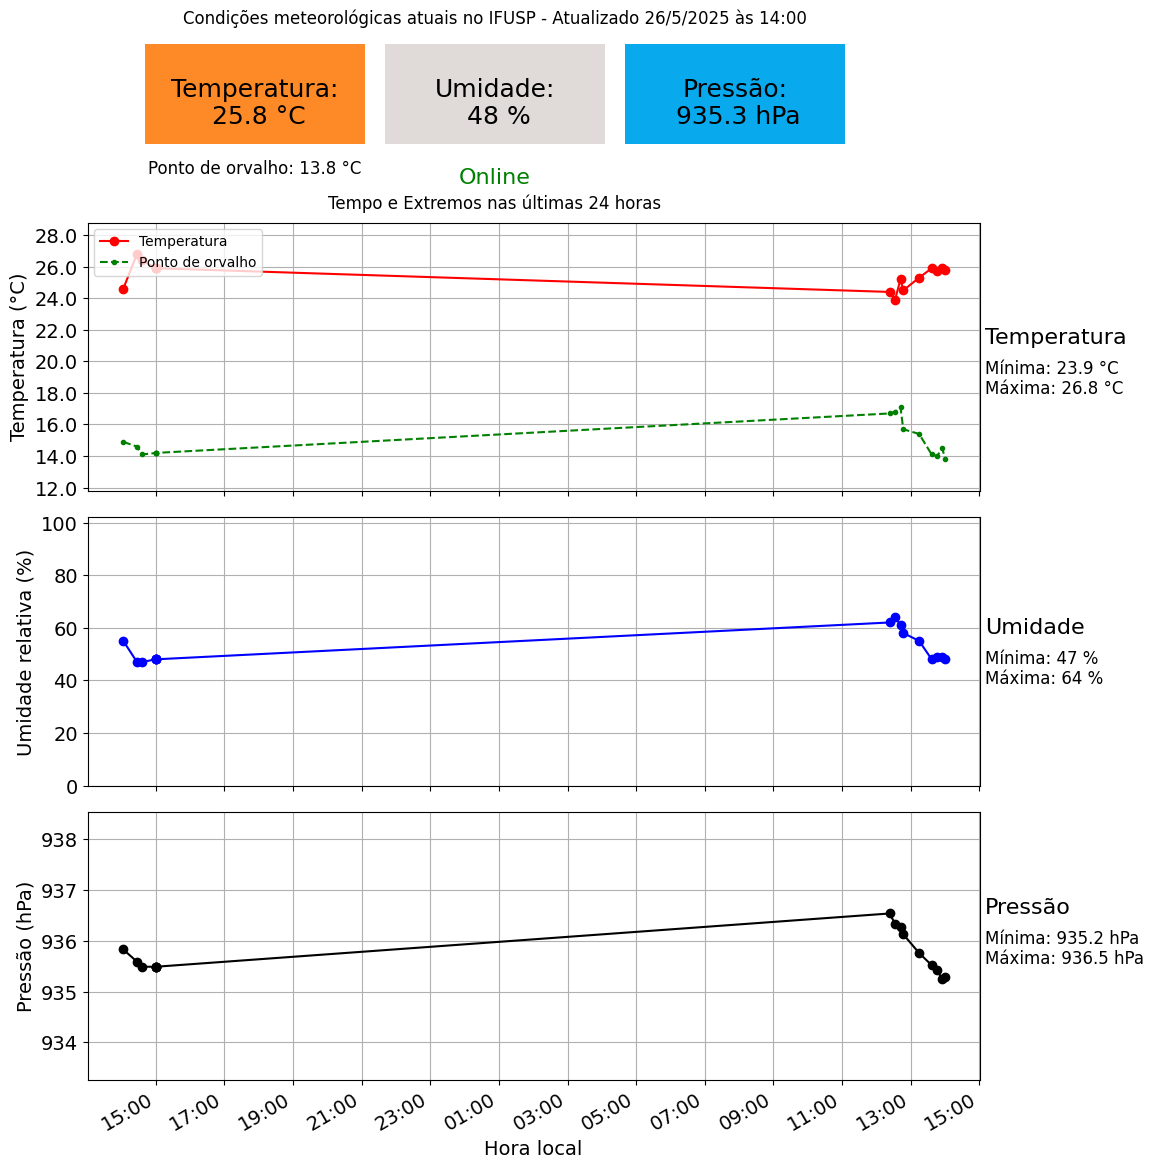 Condições meteorológicas atuais no IFUSP - Atualizado 26/5/2025 às 14:00
Temperatura:
25.8 °C
Umidade:
48 %
Pressão:
935.3 hPa
Ponto de orvalho: 13.8 °C
Online
Tempo e Extremos nas últimas 24 horas
Temperatura (°C)
28.0
26.0
24.0
22.0
20.0
18.0
16.0
14.0
12.0
Temperatura
Ponto de orvalho
Temperatura
Mínima: 23.9 °C
Máxima: 26.8 °C
Umidade relativa (%)
100
80
60
40
20
0
Umidade
Mínima: 47 %
Máxima: 64 %
Pressão (hPa)
938
937
936
935
934
Pressão
Mínima: 935.2 hPa
Máxima: 936.5 hPa
15:00 17:00 19:00 21:00 23:00 01:00 03:00 05:00 07:00 09:00 11:00 13:00 15:00
Hora local